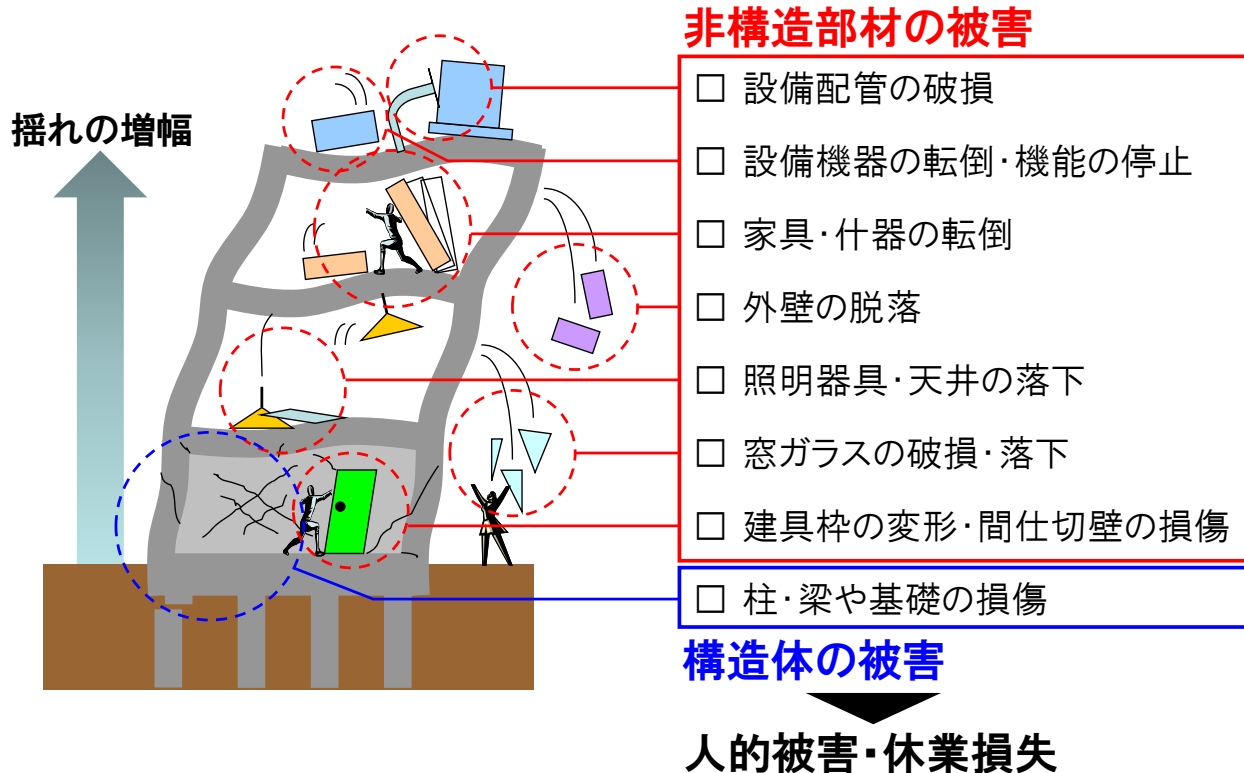 非構造部材の被害
揺れの増幅
□ 設備配管の破損
□ 設備機器の転倒・機能の停止
□ 家具・什器の転倒
□ 外壁の脱落
□ 照明器具・天井の落下
□ 窓ガラスの破損・落下
□ 建具枠の変形・間仕切壁の損傷
□ 柱・梁や基礎の損傷
構造体の被害
人的被害・休業損失